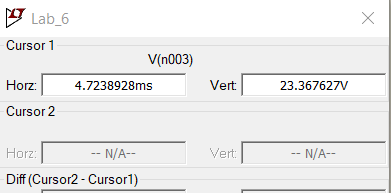 Lab_6
Cursor 1
V(n003)
Horz: 4.7238928ms Vert: 23.367627V
Cursor 2
Horz: -- N/A-- Vert: -- N/A--
Diff (Cursor2 - Cursor1)